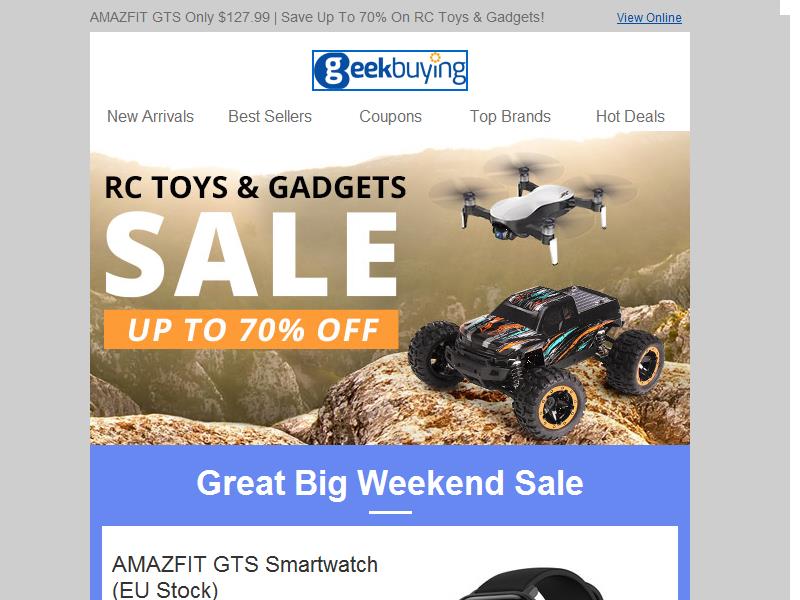 AMAZFIT GTS Only $127.99 | Save Up To 70% On RC Toys & Gadgets!
View Online
geekbuying
New Arrivals Best Sellers Coupons Top Brands Hot Deals
RC TOYS & GADGETS
SALE
UP TO 70% OFF
Great Big Weekend Sale
AMAZFIT GTS Smartwatch
(EU Stock)